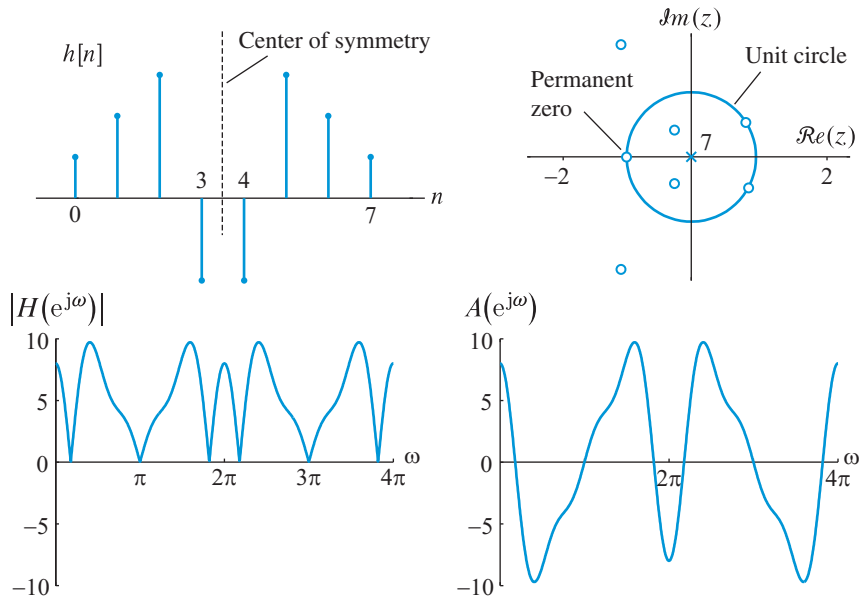 h[n]
Center of symmetry
3
4
0
7
n
ℐm(z)
Unit circle
Permanent
zero
7
ℛe(z)
−2
2
|H(e^{jω})|
10
5
0
−5
−10
π
2π
3π
4π
ω
A(e^{jω})
10
5
0
−5
−10
2π
4π
ω